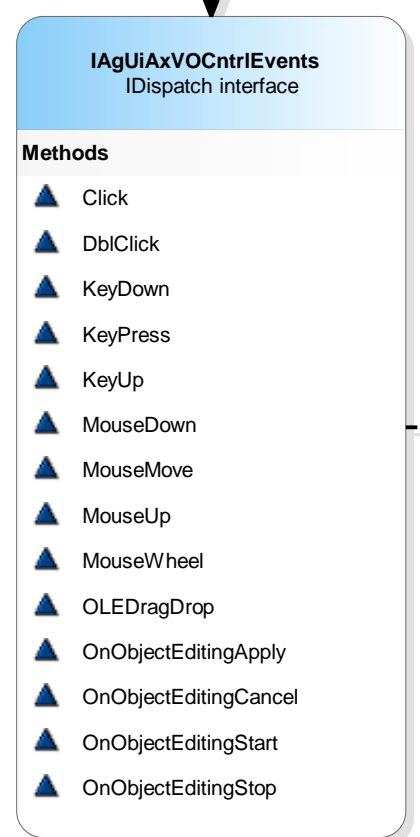 IAgUiAxVOCntrlEvents
IDispatch interface
Methods
Click
DblClick
KeyDown
KeyPress
KeyUp
MouseDown
MouseMove
MouseUp
MouseWheel
OLEDragDrop
OnObjectEditingApply
OnObjectEditingCancel
OnObjectEditingStart
OnObjectEditingStop